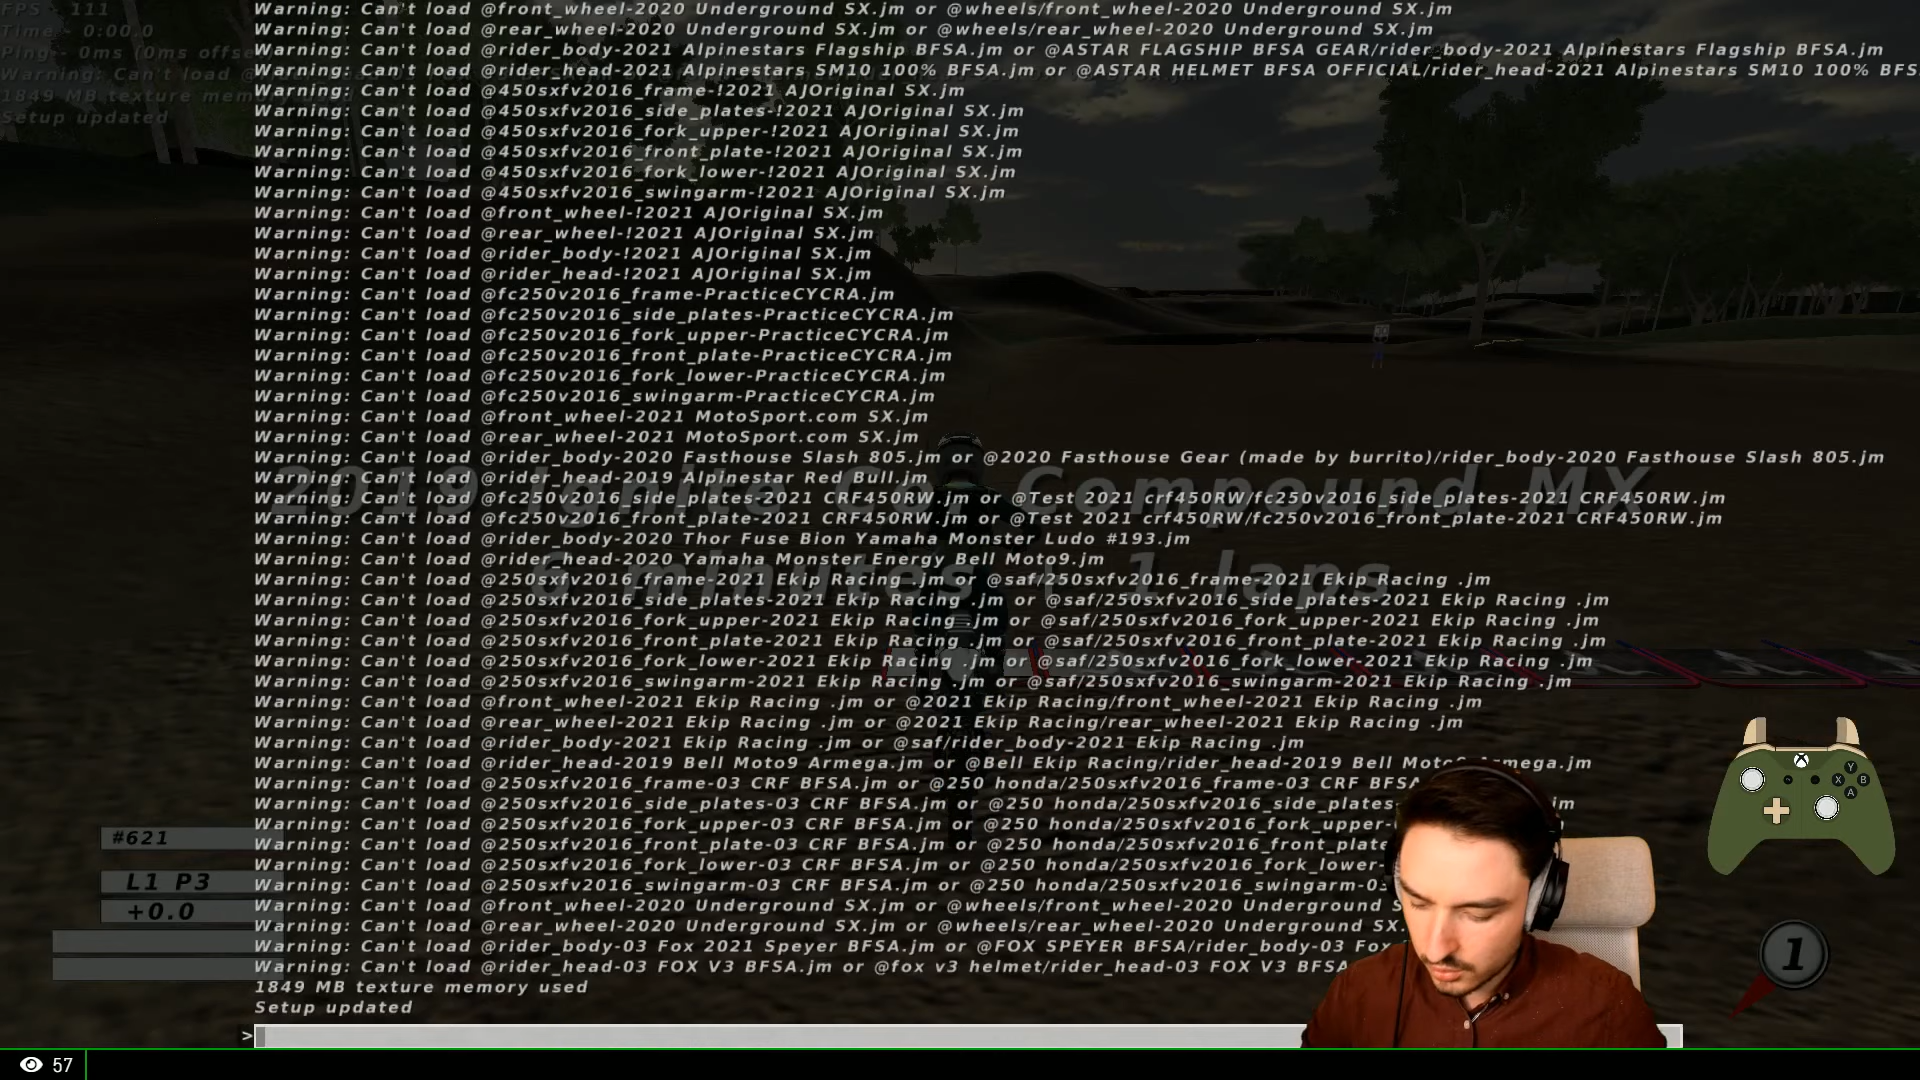 FPS - 111
Time - 0:00.0
Ping - 0ms (0ms offse
Warning: Can't load @
1849 MB texture memory used
Setup updated
Warning: Can't load @front_wheel-2020 Underground SX.jm or @wheels/front_wheel-2020 Underground SX.jm
Warning: Can't load @rear_wheel-2020 Underground SX.jm or @wheels/rear_wheel-2020 Underground SX.jm
Warning: Can't load @rider_body-2021 Alpinestars Flagship BFSA.jm or @ASTAR FLAGSHIP BFSA GEAR/rider_body-2021 Alpinestars Flagship BFSA.jm
Warning: Can't load @rider_head-2021 Alpinestars SM10 100% BFSA.jm or @ASTAR HELMET BFSA OFFICIAL/rider_head-2021 Alpinestars SM10 100% BFS
Warning: Can't load @450sxfv2016_frame-!2021 AJOriginal SX.jm
Warning: Can't load @450sxfv2016_side_plates-!2021 AJOriginal SX.jm
Warning: Can't load @450sxfv2016_fork_upper-!2021 AJOriginal SX.jm
Warning: Can't load @450sxfv2016_front_plate-!2021 AJOriginal SX.jm
Warning: Can't load @450sxfv2016_fork_lower-!2021 AJOriginal SX.jm
Warning: Can't load @450sxfv2016_swingarm-!2021 AJOriginal SX.jm
Warning: Can't load @front_wheel-!2021 AJOriginal SX.jm
Warning: Can't load @rear_wheel-!2021 AJOriginal SX.jm
Warning: Can't load @rider_body-!2021 AJOriginal SX.jm
Warning: Can't load @rider_head-!2021 AJOriginal SX.jm
Warning: Can't load @fc250v2016_frame-PracticeCYCRA.jm
Warning: Can't load @fc250v2016_side_plates-PracticeCYCRA.jm
Warning: Can't load @fc250v2016_fork_upper-PracticeCYCRA.jm
Warning: Can't load @fc250v2016_front_plate-PracticeCYCRA.jm
Warning: Can't load @fc250v2016_fork_lower-PracticeCYCRA.jm
Warning: Can't load @fc250v2016_swingarm-PracticeCYCRA.jm
Warning: Can't load @front_wheel-2021 MotoSport.com SX.jm
Warning: Can't load @rear_wheel-2021 MotoSport.com SX.jm
Warning: Can't load @rider_body-2020 Fasthouse Slash 805.jm or @2020 Fasthouse Gear (made by burrito)/rider_body-2020 Fasthouse Slash 805.jm
Warning: Can't load @rider_head-2019 Alpinestar Red Bull.jm
2019 Ignite Compound MX
Warning: Can't load @fc250v2016_side_plates-2021 CRF450RW.jm or @Test 2021 crf450RW/fc250v2016_side_plates-2021 CRF450RW.jm
Warning: Can't load @fc250v2016_front_plate-2021 CRF450RW.jm or @Test 2021 crf450RW/fc250v2016_front_plate-2021 CRF450RW.jm
Warning: Can't load @rider_body-2020 Thor Fuse Bion Yamaha Monster Ludo #193.jm
Warning: Can't load @rider_head-2020 Yamaha Monster Energy Bell Moto9.jm
6 minutes + 1 laps
Warning: Can't load @250sxfv2016_frame-2021 Ekip Racing .jm or @saf/250sxfv2016_frame-2021 Ekip Racing .jm
Warning: Can't load @250sxfv2016_side_plates-2021 Ekip Racing .jm or @saf/250sxfv2016_side_plates-2021 Ekip Racing .jm
Warning: Can't load @250sxfv2016_fork_upper-2021 Ekip Racing .jm or @saf/250sxfv2016_fork_upper-2021 Ekip Racing .jm
Warning: Can't load @250sxfv2016_front_plate-2021 Ekip Racing .jm or @saf/250sxfv2016_front_plate-2021 Ekip Racing .jm
Warning: Can't load @250sxfv2016_fork_lower-2021 Ekip Racing .jm or @saf/250sxfv2016_fork_lower-2021 Ekip Racing .jm
Warning: Can't load @250sxfv2016_swingarm-2021 Ekip Racing .jm or @saf/250sxfv2016_swingarm-2021 Ekip Racing .jm
Warning: Can't load @front_wheel-2021 Ekip Racing .jm or @2021 Ekip Racing/front_wheel-2021 Ekip Racing .jm
Warning: Can't load @rear_wheel-2021 Ekip Racing .jm or @2021 Ekip Racing/rear_wheel-2021 Ekip Racing .jm
Warning: Can't load @rider_body-2021 Ekip Racing .jm or @saf/rider_body-2021 Ekip Racing .jm
Warning: Can't load @rider_head-2019 Bell Moto9 Armega.jm or @Bell Ekip Racing/rider_head-2019 Bell Moto9 Armega.jm
Warning: Can't load @250sxfv2016_frame-03 CRF BFSA.jm or @250 honda/250sxfv2016_frame-03 CRF BFSA
Warning: Can't load @250sxfv2016_side_plates-03 CRF BFSA.jm or @250 honda/250sxfv2016_side_plates- jm
Warning: Can't load @250sxfv2016_fork_upper-03 CRF BFSA.jm or @250 honda/250sxfv2016_fork_upper-
Warning: Can't load @250sxfv2016_front_plate-03 CRF BFSA.jm or @250 honda/250sxfv2016_front_plate
Warning: Can't load @250sxfv2016_fork_lower-03 CRF BFSA.jm or @250 honda/250sxfv2016_fork_lower-
Warning: Can't load @250sxfv2016_swingarm-03 CRF BFSA.jm or @250 honda/250sxfv2016_swingarm-03
Warning: Can't load @front_wheel-2020 Underground SX.jm or @wheels/front_wheel-2020 Underground S
Warning: Can't load @rear_wheel-2020 Underground SX.jm or @wheels/rear_wheel-2020 Underground SX.
Warning: Can't load @rider_body-03 Fox 2021 Speyer BFSA.jm or @FOX SPEYER BFSA/rider_body-03 Fox
Warning: Can't load @rider_head-03 FOX V3 BFSA.jm or @fox v3 helmet/rider_head-03 FOX V3 BFSA
1849 MB texture memory used
Setup updated
>
#621
L1 P3
+0.0
Y
X B
A
1
57